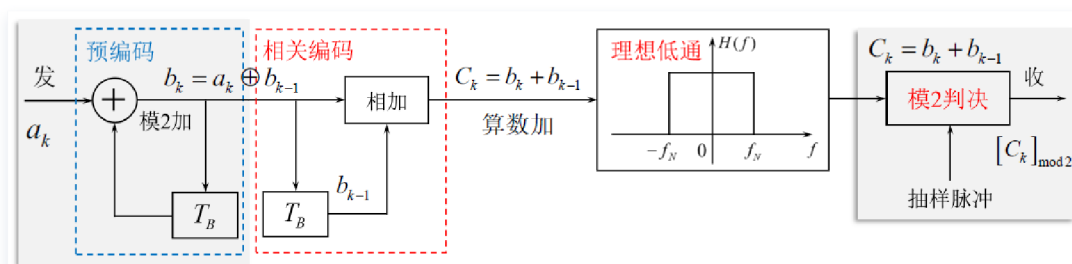 预编码
相关编码
理想低通
H(f)
C_k = b_k + b_{k-1}
发
b_k = a_k ⊕ b_{k-1}
C_k = b_k + b_{k-1}
模2判决
收
+
模2加
相加
算数加
a_k
-f_N 0 f_N f
[C_k]_{mod 2}
b_{k-1}
T_B
T_B
抽样脉冲